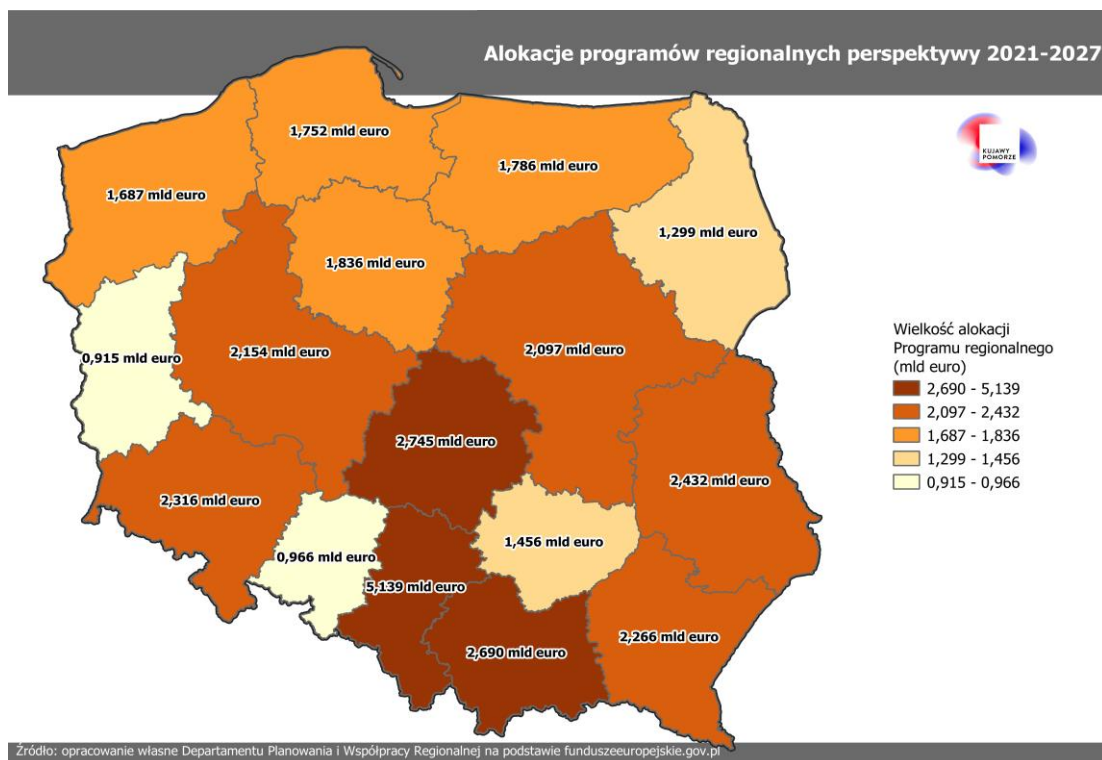 Alokacje programów regionalnych perspektywy 2021-2027
KUJAWY
POMORZE
1,752 mld euro
1,786 mld euro
1,687 mld euro
1,299 mld euro
1,836 mld euro
0,915 mld euro
2,154 mld euro
2,097 mld euro
2,745 mld euro
2,432 mld euro
2,316 mld euro
1,456 mld euro
0,966 mld euro
5,139 mld euro
2,266 mld euro
2,690 mld euro
Wielkość alokacji
Programu regionalnego
(mld euro)
2,690 - 5,139
2,097 - 2,432
1,687 - 1,836
1,299 - 1,456
0,915 - 0,966
Źródło: opracowanie własne Departamentu Planowania i Współpracy Regionalnej na podstawie funduszeeuropejskie.gov.pl